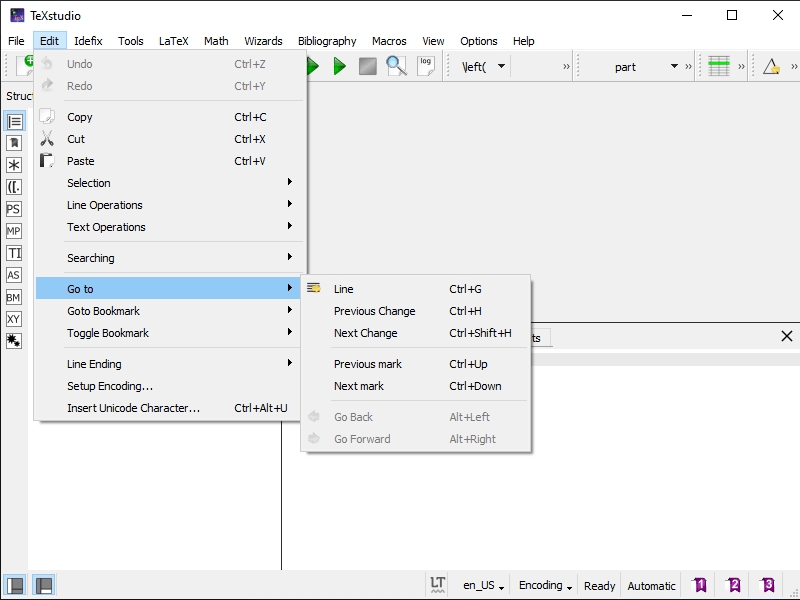 TeXstudio
File Edit Idefix Tools LaTeX Math Wizards Bibliography Macros View Options Help
log \left( part
Undo Ctrl+Z
Redo Ctrl+Y
Struc
Copy Ctrl+C
Cut Ctrl+X
Paste Ctrl+V
Selection
Line Operations
Text Operations
Searching
Go to
Goto Bookmark
Toggle Bookmark
Line Ending
Setup Encoding...
Insert Unicode Character... Ctrl+Alt+U
Line Ctrl+G
Previous Change Ctrl+H
Next Change Ctrl+Shift+H
Previous mark Ctrl+Up
Next mark Ctrl+Down
Go Back Alt+Left
Go Forward Alt+Right
ts
([.
PS
MP
TI
AS
BM
XY
LT en_US Encoding Ready Automatic 1 2 3